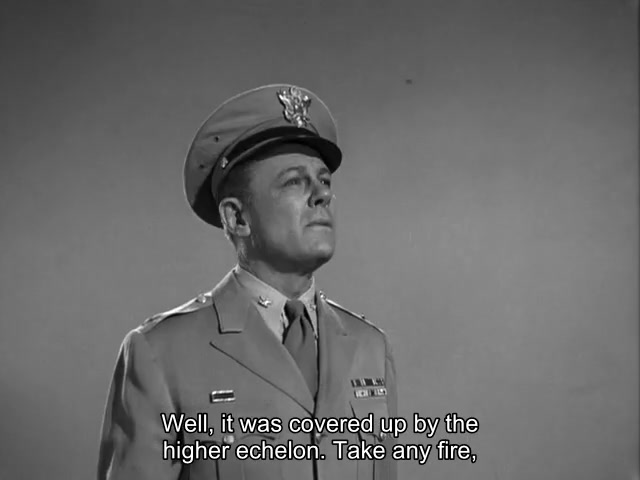 Well, it was covered up by the
higher echelon. Take any fire,